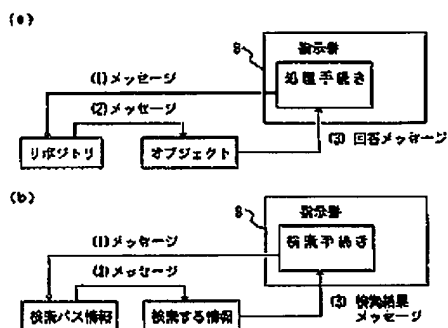 (a)
8
指示部
処理手続き
(1)メッセージ
(2)メッセージ
リポジトリ
オブジェクト
(3) 回答メッセージ
(b)
8
指示部
検索手続き
(1)メッセージ
(2)メッセージ
検索パス情報
検索する情報
(3) 検索結果
メッセージ